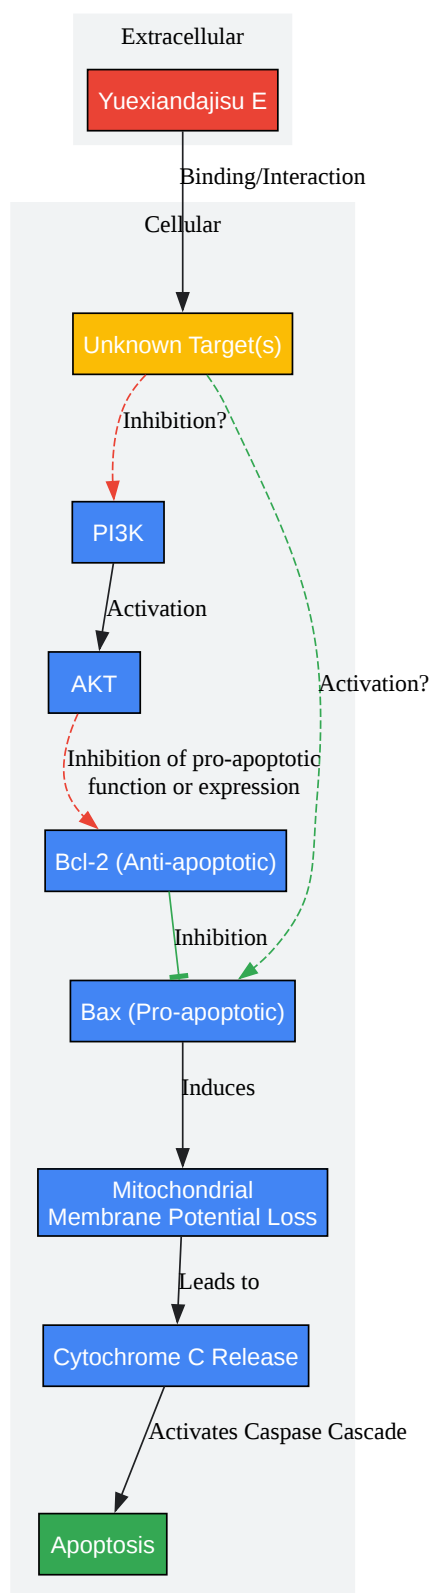 Extracellular
Yuexiandajisu E
Binding/Interaction
Cellular
Unknown Target(s)
Inhibition?
PI3K
Activation
AKT
Activation?
Inhibition of pro-apoptotic
function or expression
Bcl-2 (Anti-apoptotic)
Inhibition
Bax (Pro-apoptotic)
Induces
Mitochondrial
Membrane Potential Loss
Leads to
Cytochrome C Release
Activates Caspase Cascade
Apoptosis